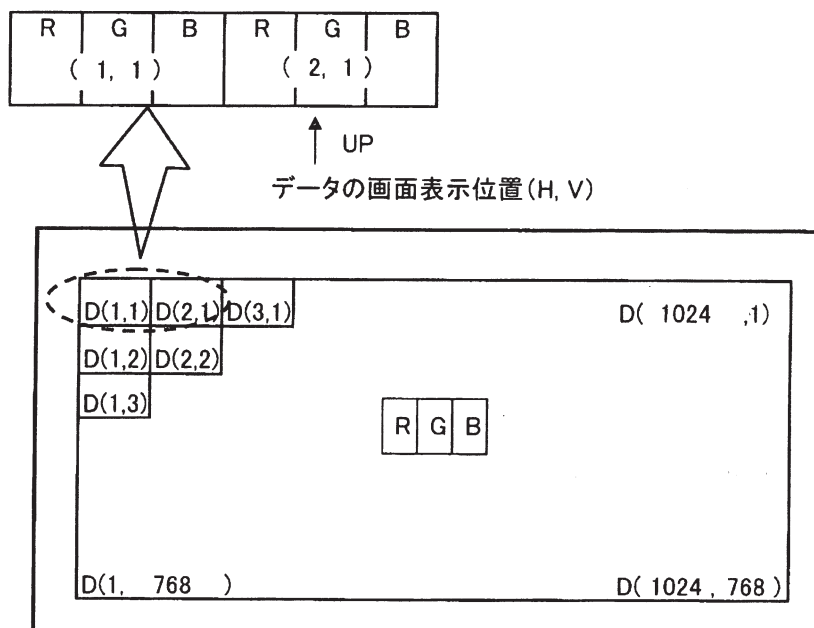 R G B R G B
( 1, 1 ) ( 2, 1 )
UP
データの画面表示位置(H, V)
D(1,1) D(2,1) D(3,1) D( 1024 ,1)
D(1,2) D(2,2)
D(1,3)
R G B
D(1, 768 ) D( 1024 , 768 )